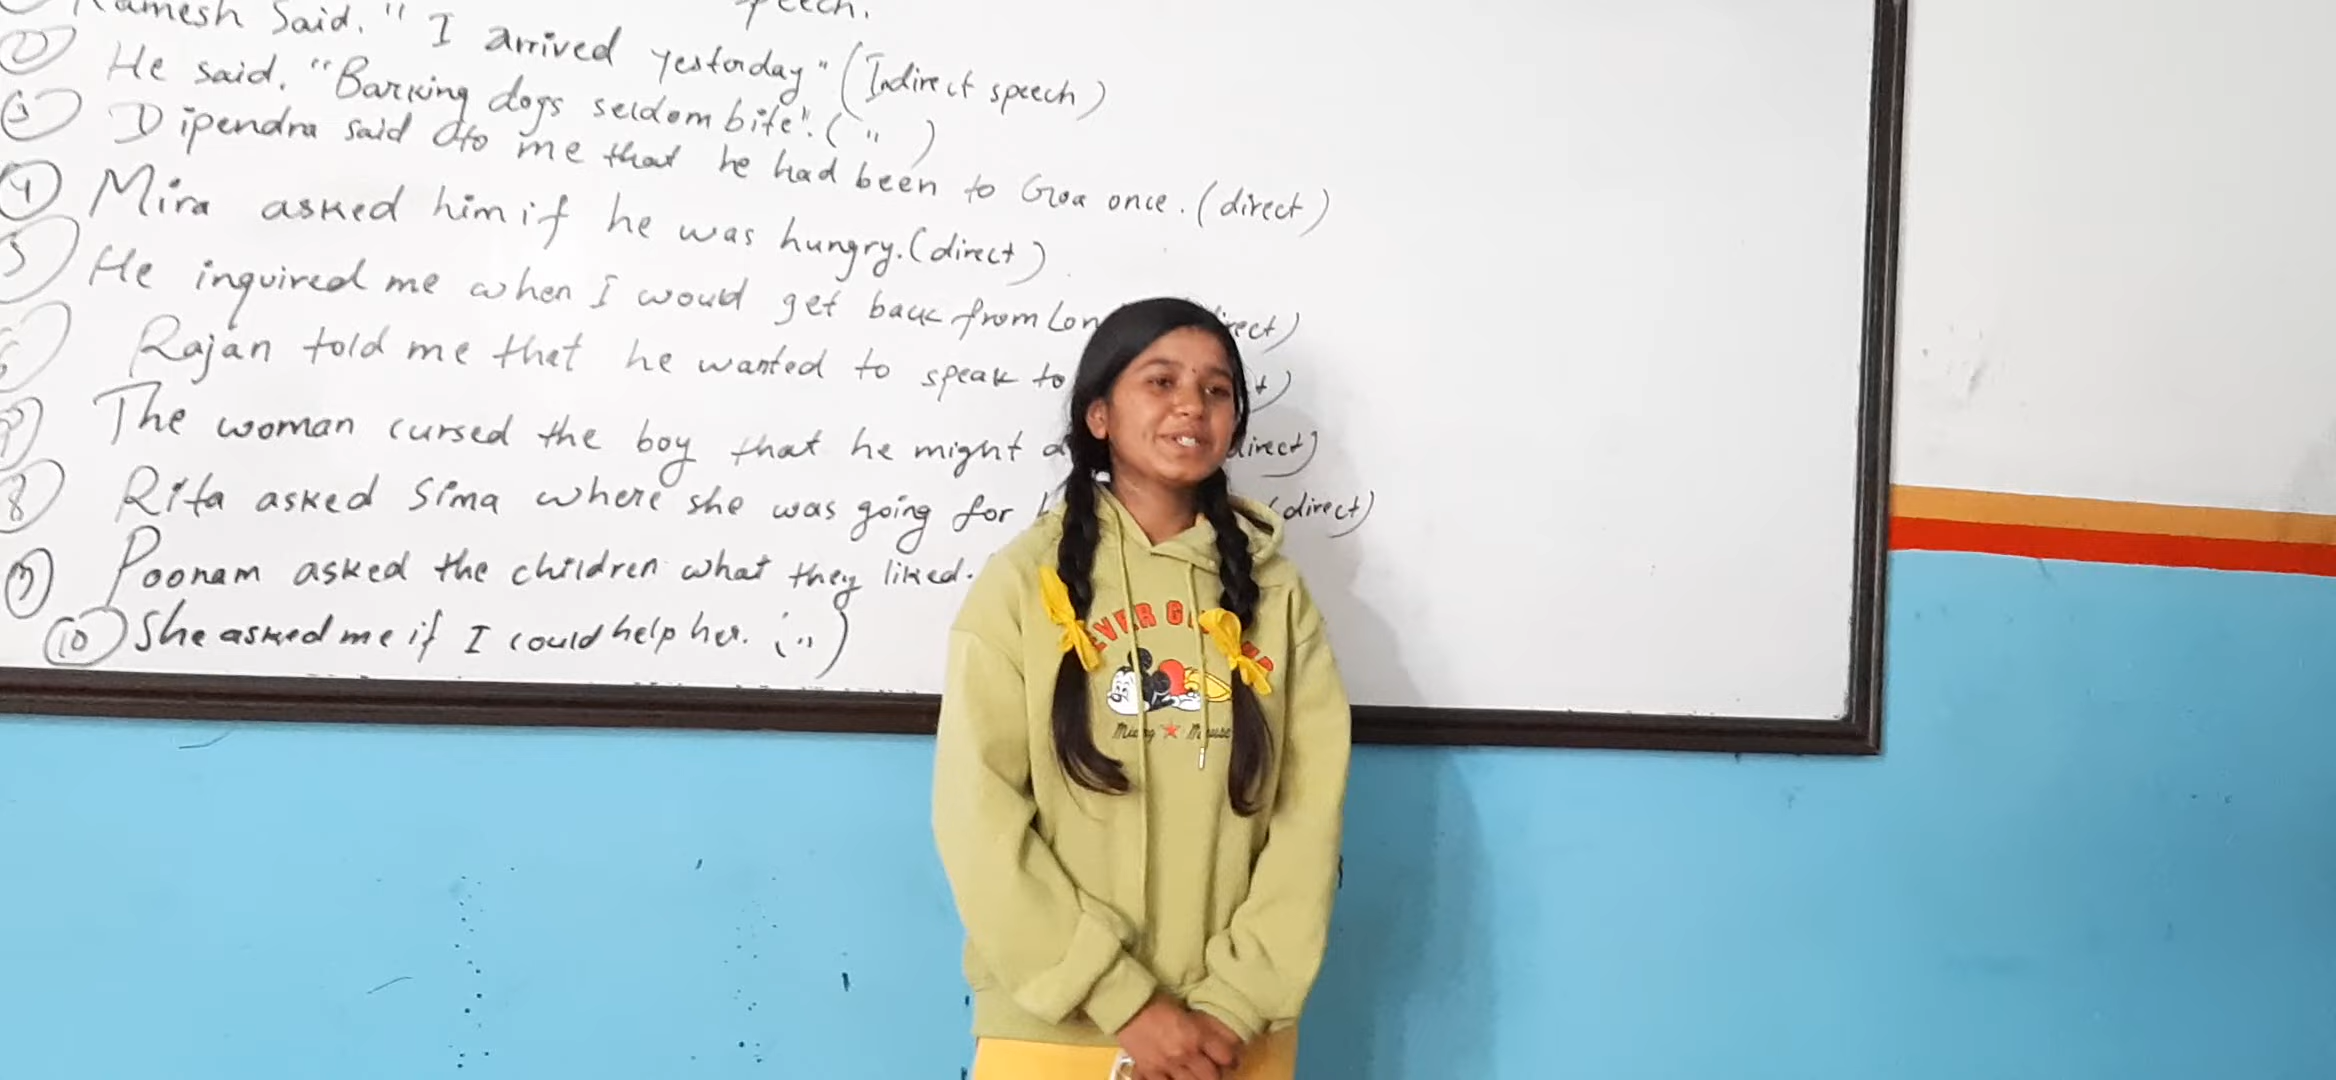 Said. " I arrived yesterday" (Indirect speech)
② He said. "Barking dogs seldom bite". ( " )
③ Dipendra said to me that he had been to Goa once. (direct)
④ Mira asked him if he was hungry. (direct)
5 He inquired me when I would get back from
Rajan told me that he wanted to speak to
The woman cursed the boy that he might
8 Rita asked Sima where she was going for (direct)
⑨ Poonam asked the children what they liked.
⑩ She asked me if I could help her. ( " )
Mouse